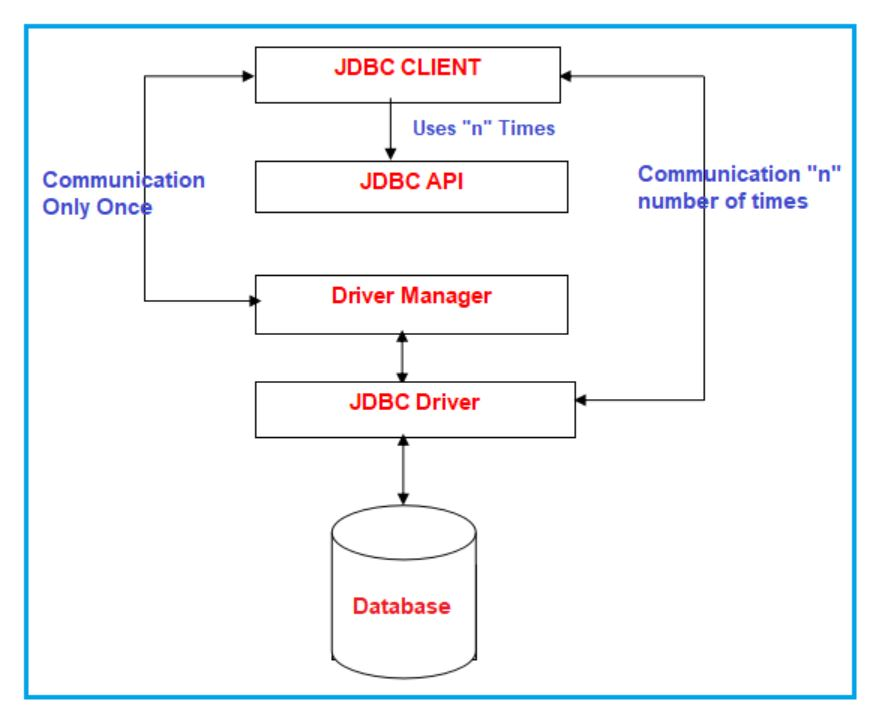 JDBC CLIENT
Uses "n" Times
JDBC API
Communication
Only Once
Communication "n"
number of times
Driver Manager
JDBC Driver
Database